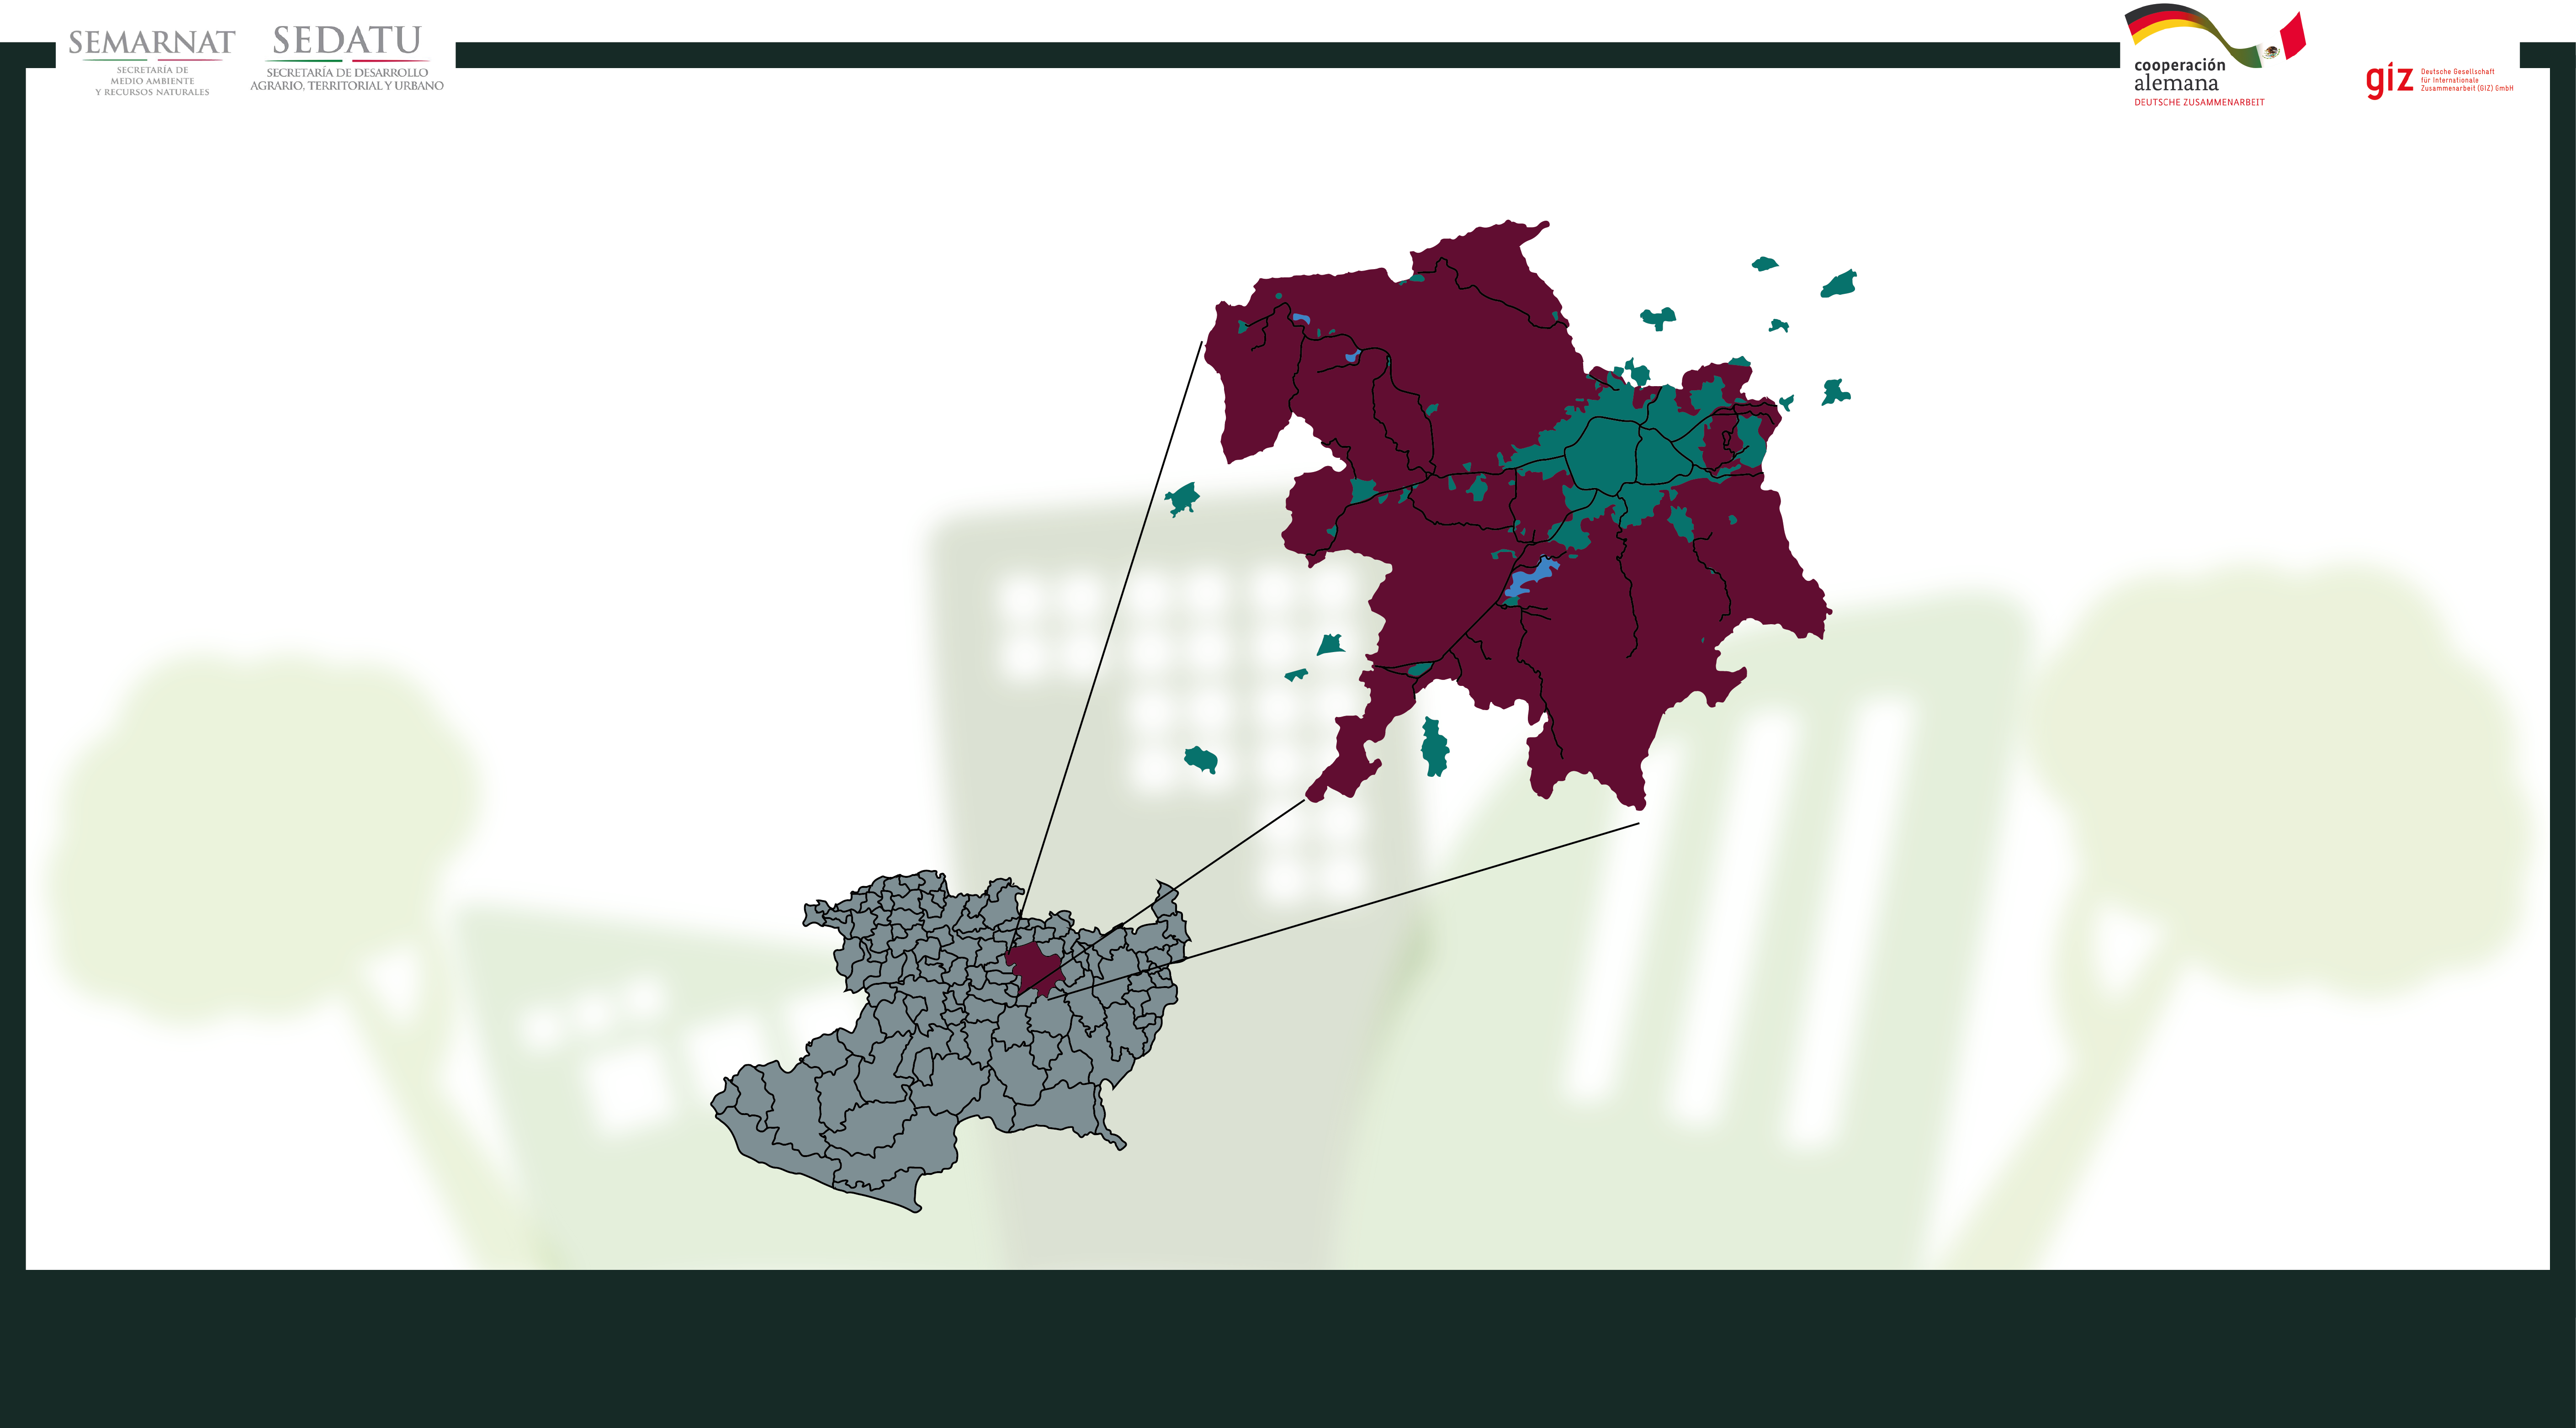 SEMARNAT
SECRETARÍA DE
MEDIO AMBIENTE
Y RECURSOS NATURALES
SEDATU
SECRETARÍA DE DESARROLLO
AGRARIO, TERRITORIAL Y URBANO
cooperación
alemana
DEUTSCHE ZUSAMMENARBEIT
giz
Deutsche Gesellschaft
für Internationale
Zusammenarbeit (GIZ) GmbH